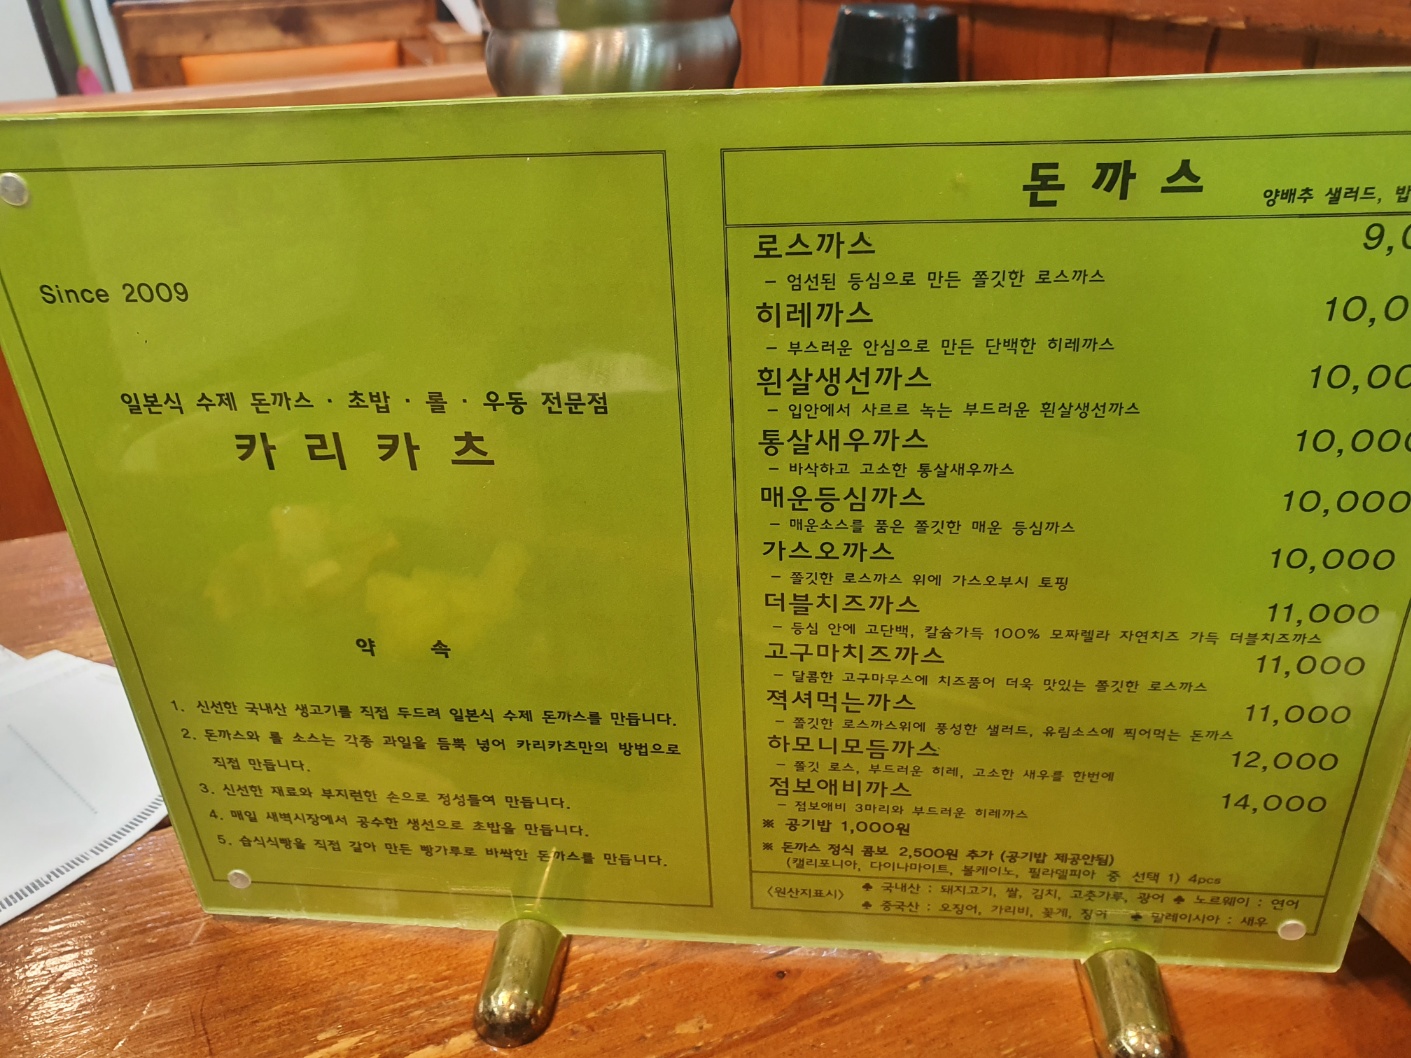 Since 2009
일본식 수제 돈까스 · 초밥 · 롤 · 우동 전문점
카리카츠
약 속
1. 신선한 국내산 생고기를 직접 두드려 일본식 수제 돈까스를 만듭니다.
2. 돈까스와 롤 소스는 각종 과일을 듬뿍 넣어 카리카츠만의 방법으로
직접 만듭니다.
3. 신선한 재료와 부지런한 손으로 정성들여 만듭니다.
4. 매일 새벽시장에서 공수한 생선으로 초밥을 만듭니다.
5. 습식식빵을 직접 갈아 만든 빵가루로 바싹한 돈까스를 만듭니다.
돈까스 양배추 샐러드, 밥
로스까스 9,0
- 엄선된 등심으로 만든 쫄깃한 로스까스
히레까스 10,0
- 부스러운 안심으로 만든 단백한 히레까스
흰살생선까스 10,00
- 입안에서 사르르 녹는 부드러운 흰살생선까스
통살새우까스 10,000
- 바삭하고 고소한 통살새우까스
매운등심까스 10,000
- 매운소스를 품은 쫄깃한 매운 등심까스
가스오까스 10,000
- 쫄깃한 로스까스 위에 가스오부시 토핑
더블치즈까스 11,000
- 등심 안에 고단백, 칼슘가득 100% 모짜렐라 자연치즈 가득 더블치즈까스
고구마치즈까스 11,000
- 달콤한 고구마무스에 치즈품어 더욱 맛있는 쫄깃한 로스까스
젹셔먹는까스 11,000
- 쫄깃한 로스까스위에 풍성한 샐러드, 유림소스에 찍어먹는 돈까스
하모니모듬까스 12,000
- 쫄깃 로스, 부드러운 히레, 고소한 새우를 한번에
점보애비까스 14,000
- 점보애비 3마리와 부드러운 히레까스
※ 공기밥 1,000원
※ 돈까스 정식 콤보 2,500원 추가 (공기밥 제공안됨)
(캘리포니아, 다이나마이트, 볼케이노, 필라델피아 중 선택 1) 4pcs
〈원산지표시〉 ♣ 국내산 : 돼지고기, 쌀, 김치, 고춧가루, 광어 ♣ 노르웨이 : 연어
♣ 중국산 : 오징어, 가리비, 꽃게, 장어 ♣ 말레이시아 : 새우